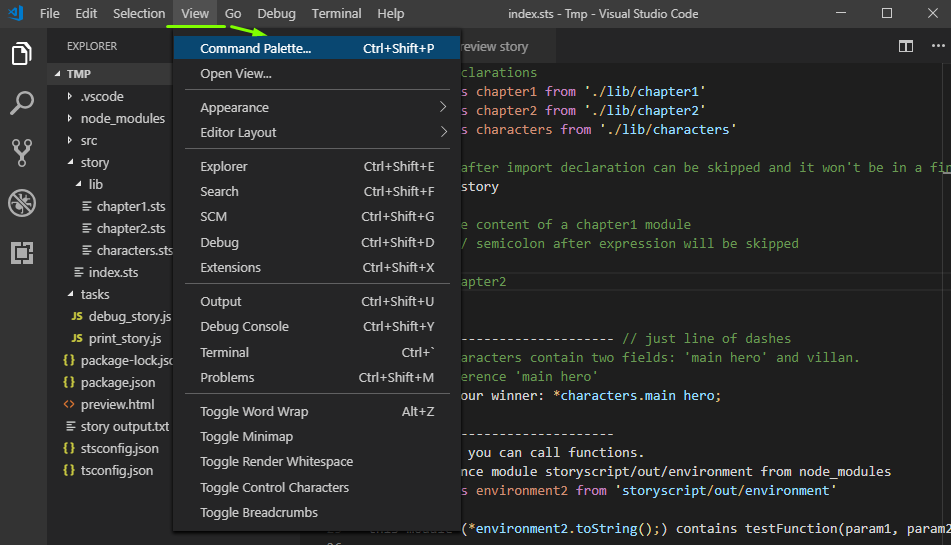 File Edit Selection View Go Debug Terminal Help index.sts - Tmp - Visual Studio Code
EXPLORER
TMP
.vscode
node_modules
src
story
lib
chapter1.sts
chapter2.sts
characters.sts
index.sts
tasks
debug_story.js
print_story.js
package-lock.jsc
package.json
preview.html
story output.txt
stsconfig.json
tsconfig.json
Command Palette... Ctrl+Shift+P
Open View...
Appearance
Editor Layout
Explorer Ctrl+Shift+E
Search Ctrl+Shift+F
SCM Ctrl+Shift+G
Debug Ctrl+Shift+D
Extensions Ctrl+Shift+X
Output Ctrl+Shift+U
Debug Console Ctrl+Shift+Y
Terminal Ctrl+`
Problems Ctrl+Shift+M
Toggle Word Wrap Alt+Z
Toggle Minimap
Toggle Render Whitespace
Toggle Control Characters
Toggle Breadcrumbs
review story
clarations
s chapter1 from './lib/chapter1'
s chapter2 from './lib/chapter2'
s characters from './lib/characters'
after import declaration can be skipped and it won't be in a fin
story
e content of a chapter1 module
/ semicolon after expression will be skipped
apter2
-------------------- // just line of dashes
aracters contain two fields: 'main hero' and villan.
erence 'main hero'
our winner: *characters.main hero;
--------------------
you can call functions.
nce module storyscript/out/environment from node_modules
s environment2 from 'storyscript/out/environment'
(*environment2.toString();) contains testFunction(param1, param2